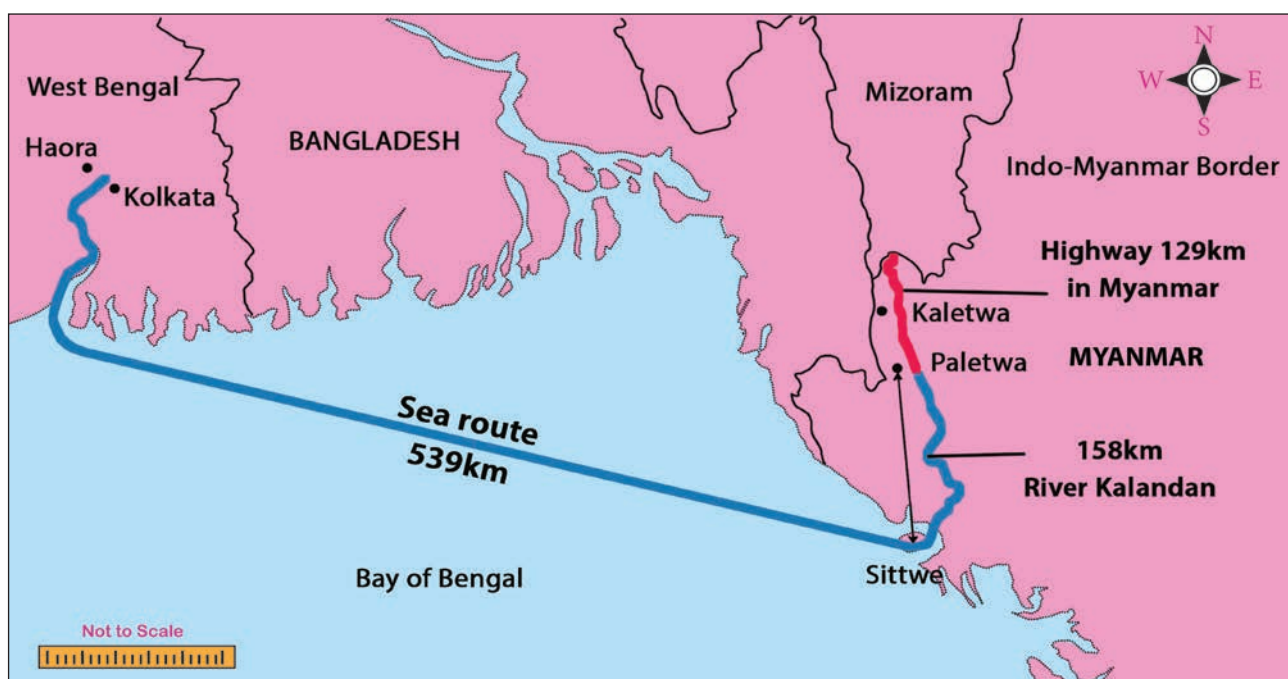 West Bengal
Haora
Kolkata
BANGLADESH
Mizoram
N
W E
S
Indo-Myanmar Border
Highway 129km
in Myanmar
Kaletwa
Paletwa
MYANMAR
Sea route
539km
158km
River Kalandan
Bay of Bengal
Sittwe
Not to Scale